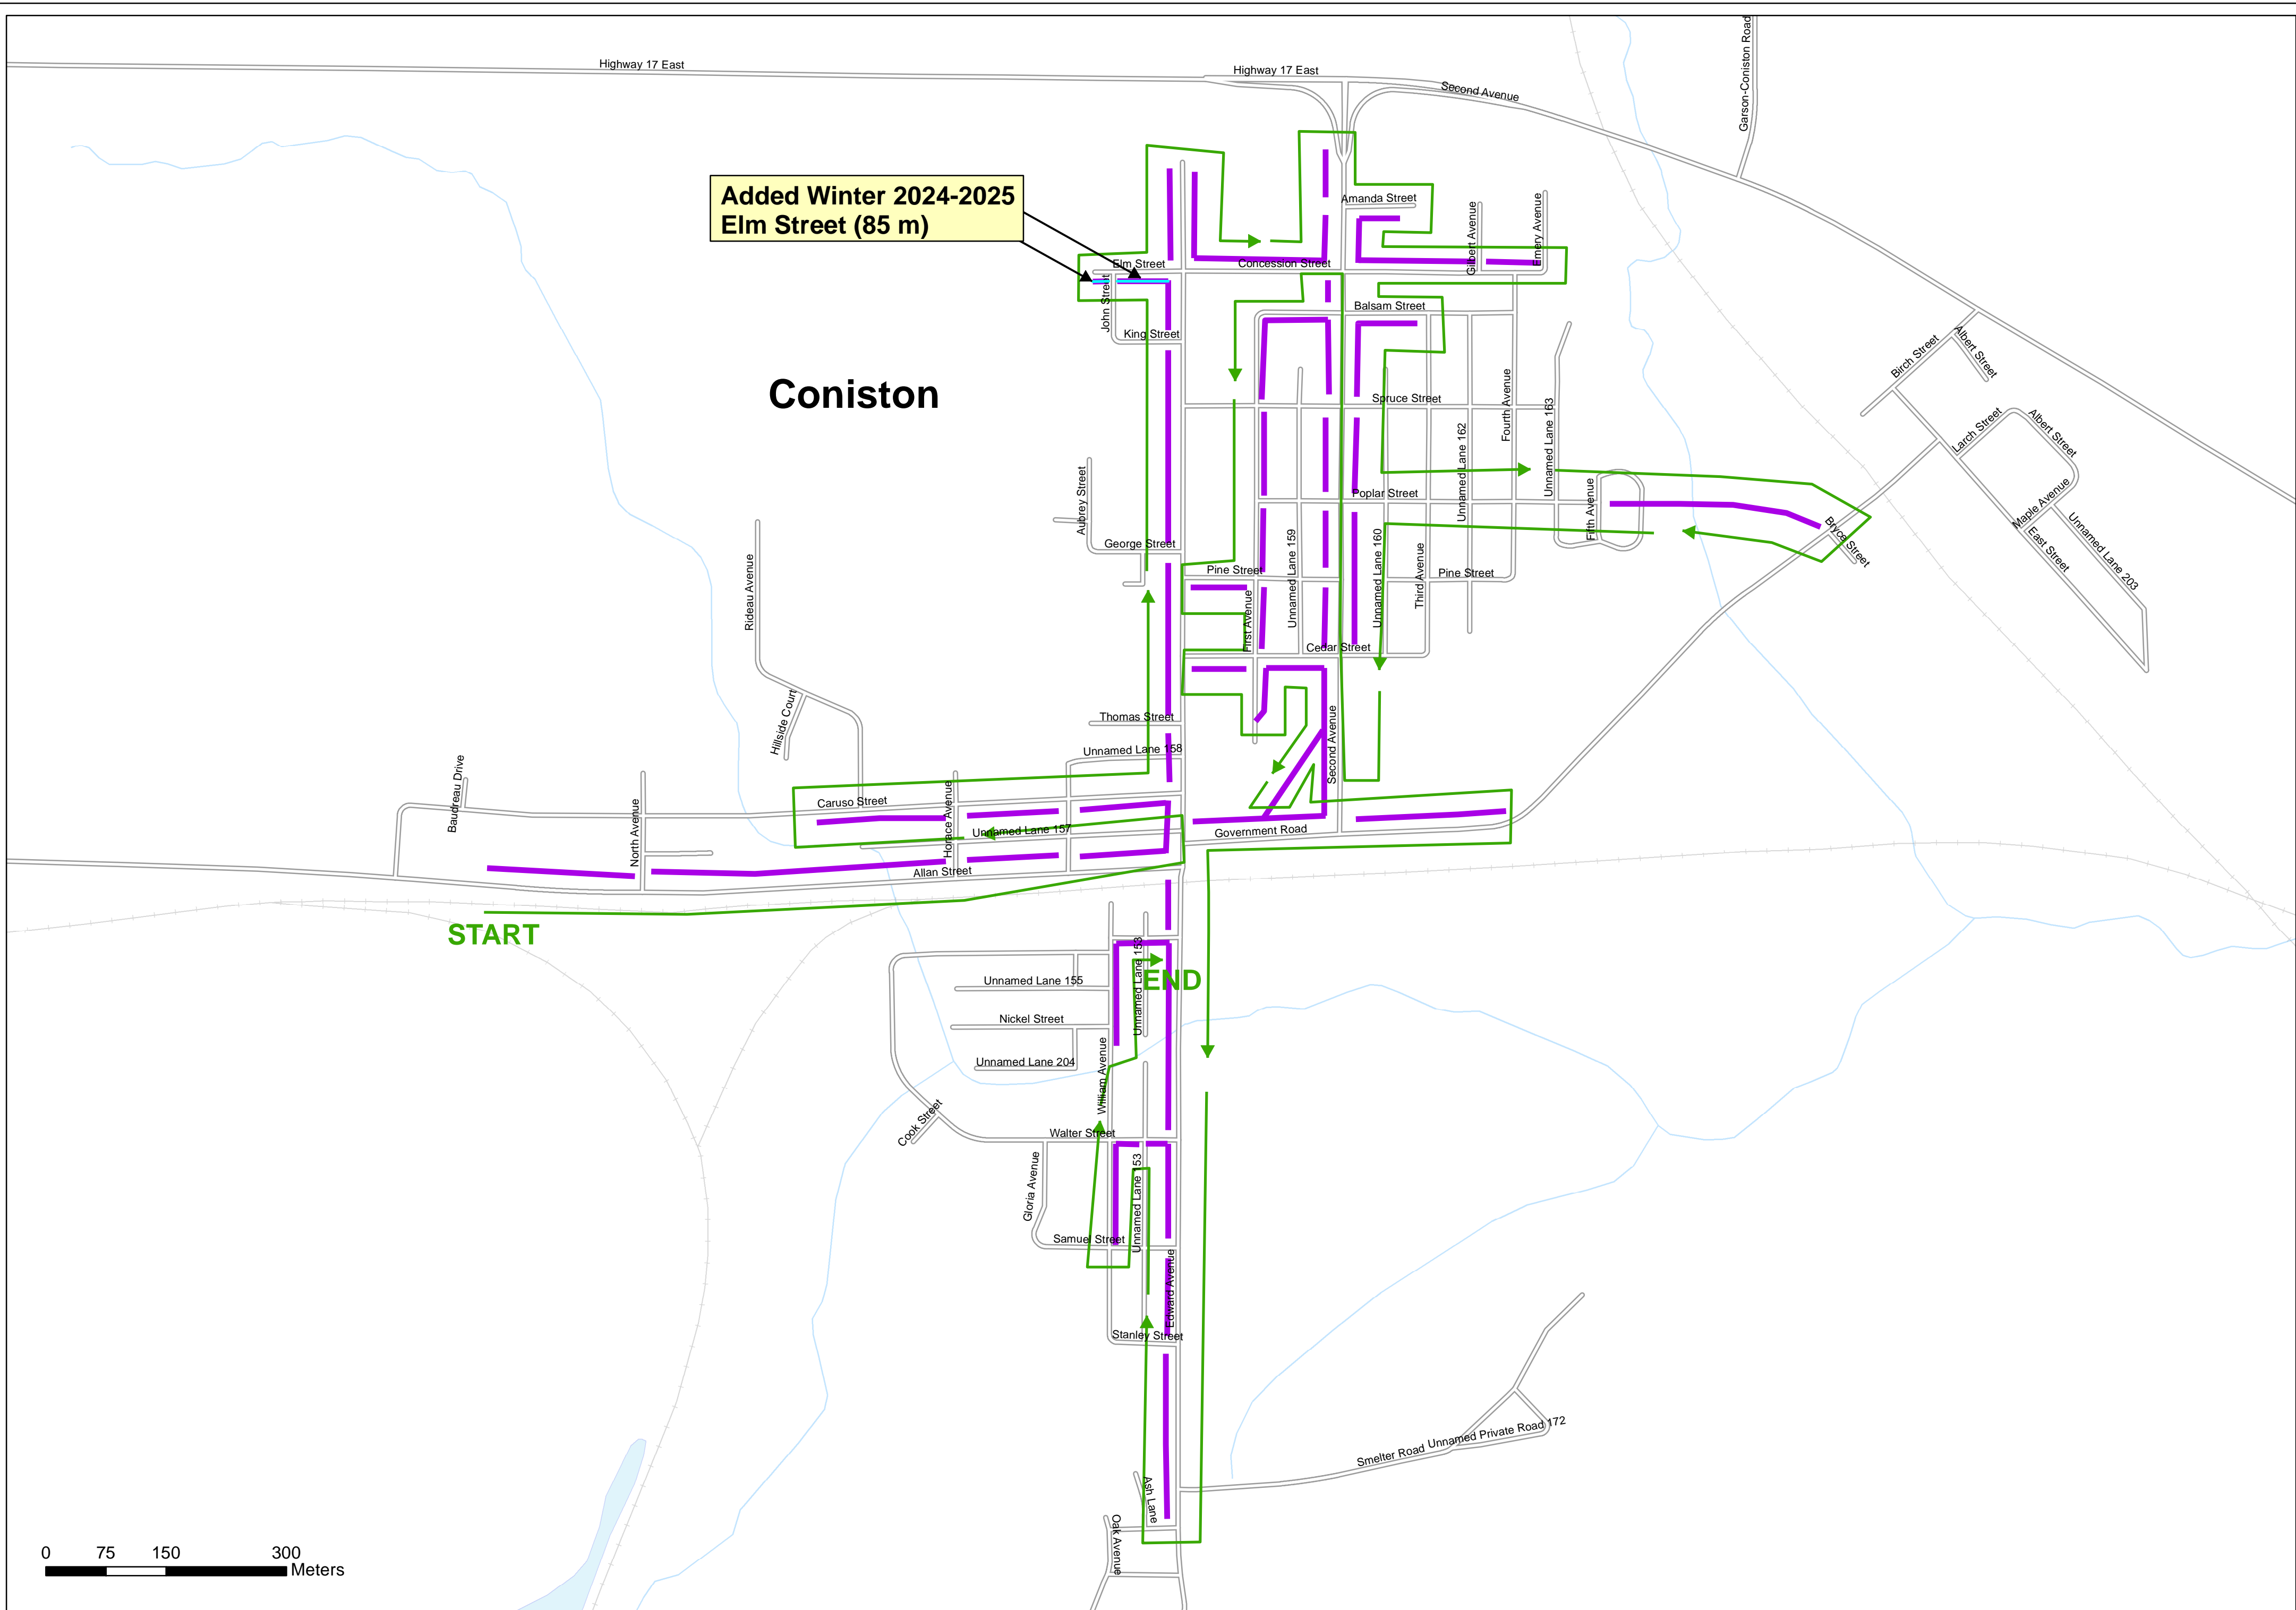 Highway 17 East
Highway 17 East
Second Avenue
Garson-Coniston Road
Added Winter 2024-2025
Elm Street (85 m)
Amanda Street
Gilbert Avenue
Emery Avenue
Elm Street
Concession Street
John Street
Balsam Street
King Street
Birch Street
Albert Street
Coniston
Spruce Street
Fourth Avenue
Unnamed Lane 163
Unnamed Lane 162
Larch Street
Albert Street
Aubrey Street
Poplar Street
Fifth Avenue
Maple Avenue
East Street
Unnamed Lane 203
Bryce Street
George Street
Rideau Avenue
Pine Street
First Avenue
Unnamed Lane 159
Unnamed Lane 160
Third Avenue
Pine Street
Cedar Street
Hillside Court
Thomas Street
Second Avenue
Unnamed Lane 158
Baudreau Drive
North Avenue
Caruso Street
Horace Avenue
Unnamed Lane 157
Government Road
Allan Street
START
Unnamed Lane 153
END
Unnamed Lane 155
Nickel Street
Unnamed Lane 204
William Avenue
Cook Street
Walter Street
Gloria Avenue
Unnamed Lane 153
Samuel Street
Edward Avenue
Stanley Street
Smelter Road
Unnamed Private Road 172
Ash Lane
Oak Avenue
0 75 150 300
Meters